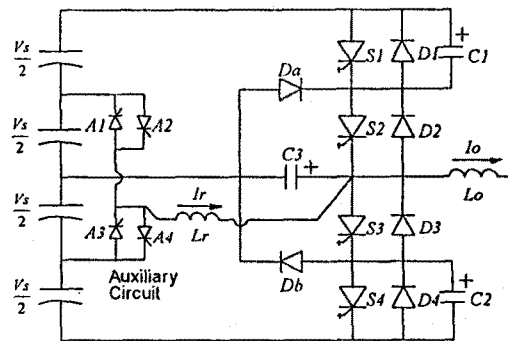 Vs/2
Vs/2
Vs/2
Vs/2
A1
A2
A3
A4
Auxiliary
Circuit
Ir
Lr
C3
+
Da
Db
S1
S2
S3
S4
D1
D2
D3
D4
+
C1
+
C2
Io
Lo